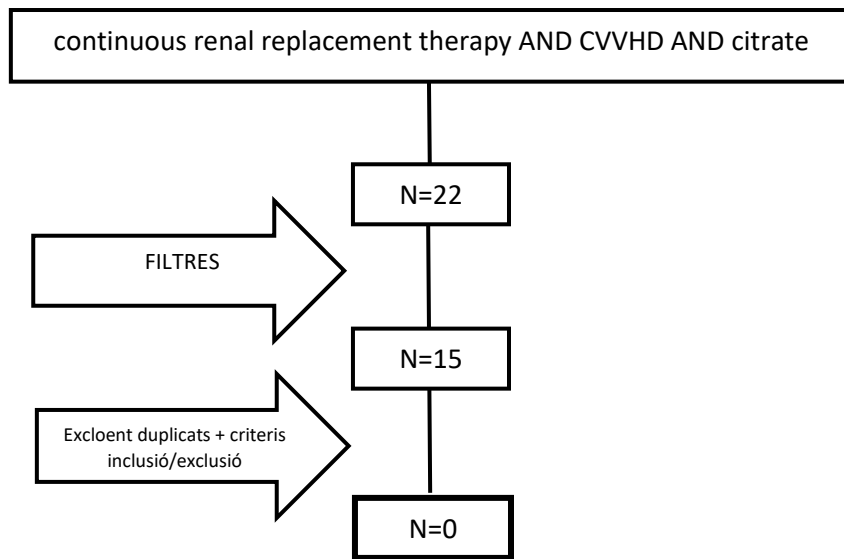 continuous renal replacement therapy AND CVVHD AND citrate
N=22
FILTRES
N=15
Excloent duplicats + criteris
inclusió/exclusió
N=0